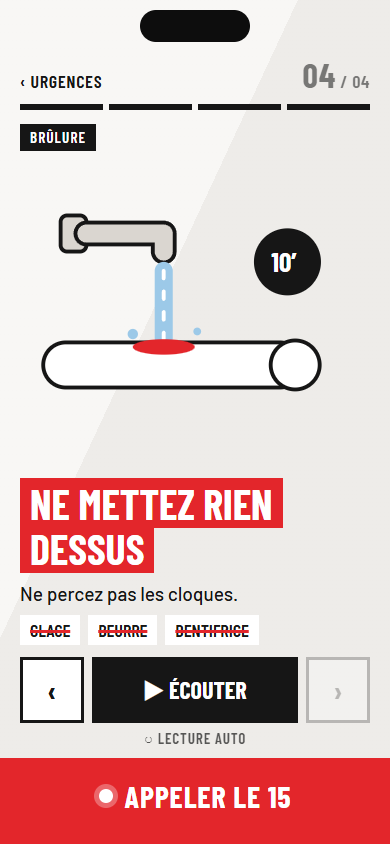 ‹ URGENCES
04 / 04
BRÛLURE
10′
NE METTEZ RIEN
DESSUS
Ne percez pas les cloques.
GLACE BEURRE DENTIFRICE
‹ ▶ ÉCOUTER ›
○ LECTURE AUTO
APPELER LE 15